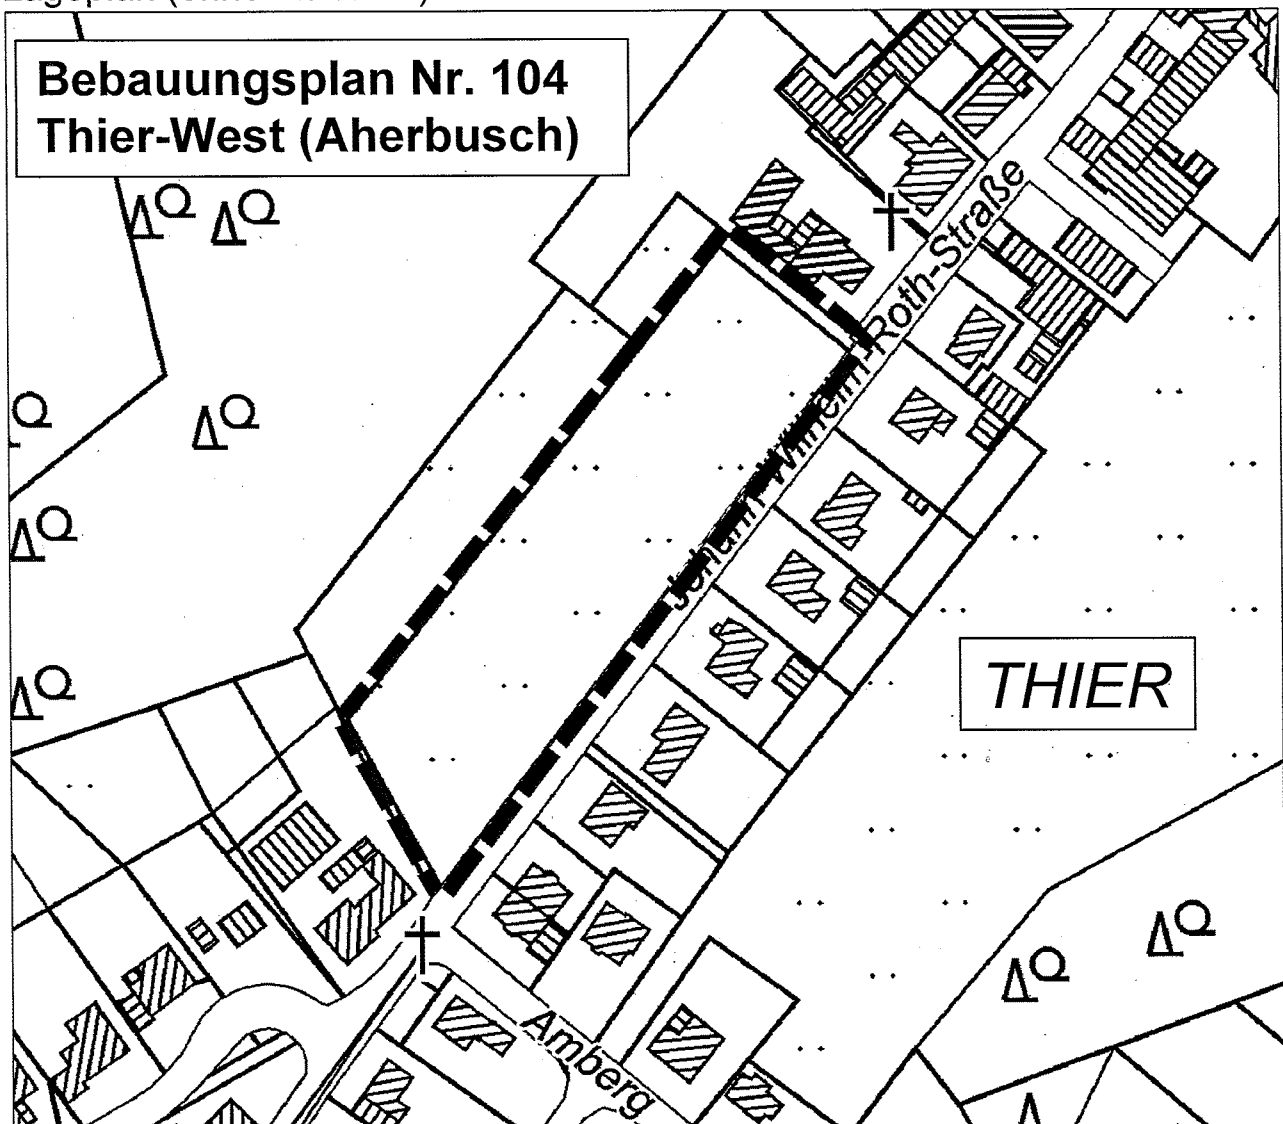 Bebauungsplan Nr. 104
Thier-West (Aherbusch)
Johann-Wilhelm-Roth-Straße
THIER
Amberg